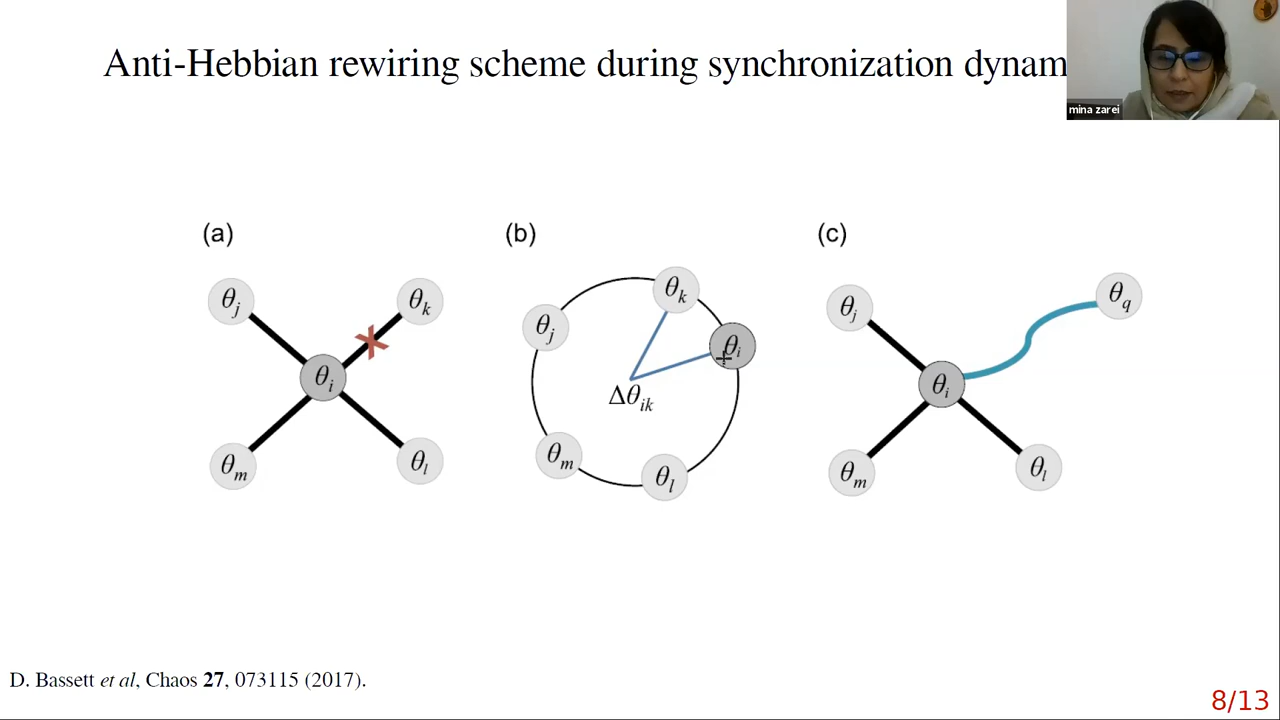 Anti-Hebbian rewiring scheme during synchronization dynam
mina zarei
(a)
(b)
(c)
θj
θk
θi
θm
θl
θk
θj
θi
Δθik
θm
θl
θj
θq
θi
θm
θl
D. Bassett et al, Chaos 27, 073115 (2017).
8/13